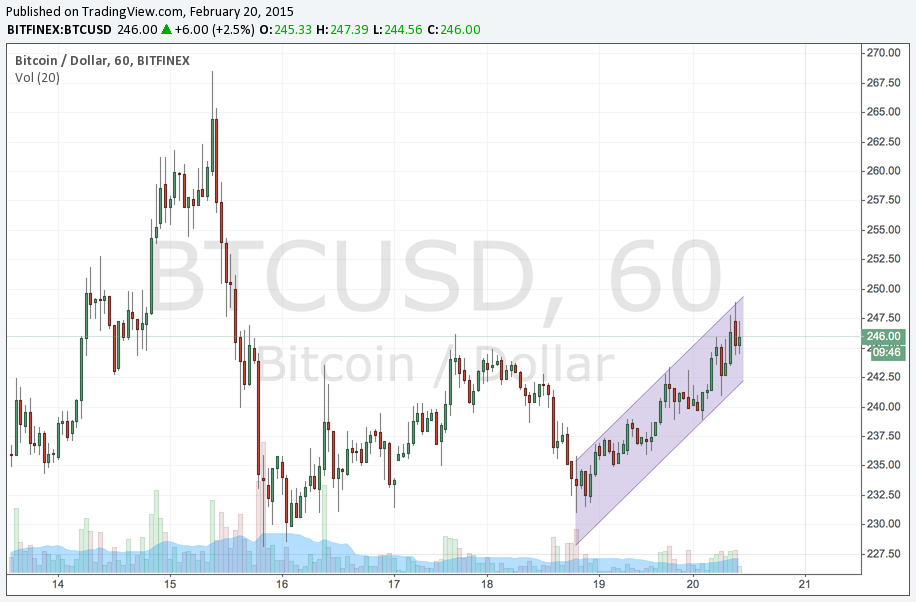 Published on TradingView.com, February 20, 2015
BITFINEX:BTCUSD 246.00 ▲ +6.00 (+2.5%) O:245.33 H:247.39 L:244.56 C:246.00
Bitcoin / Dollar, 60, BITFINEX
Vol (20)
BTCUSD, 60
Bitcoin / Dollar
270.00
267.50
265.00
262.50
260.00
257.50
255.00
252.50
250.00
247.50
246.00
09:46
242.50
240.00
237.50
235.00
232.50
230.00
227.50
14 15 16 17 18 19 20 21